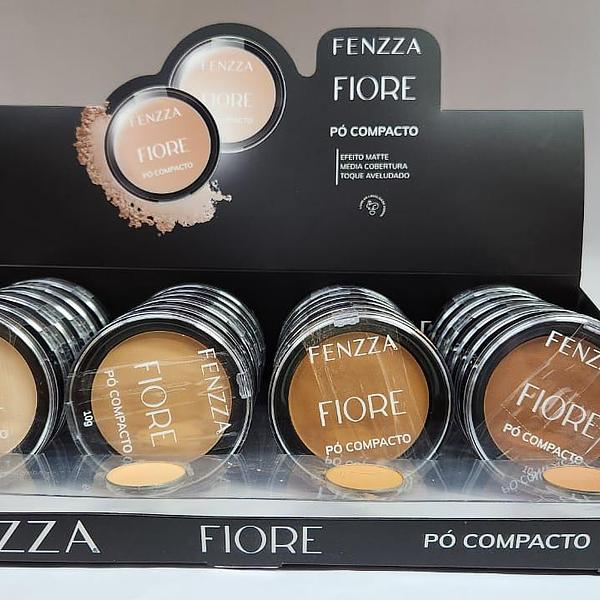 FENZZA
FIORE
PÓ COMPACTO
EFEITO MATTE
MÉDIA COBERTURA
TOQUE AVELUDADO
FENZZA
FIORE
FENZZA
FIORE
PÓ COMPACTO
FENZZA
FIORE
PÓ COMPACTO
10g
FENZZA
FIORE
PÓ COMPACTO
FENZ
FIORE
PÓ COMPACTO
ZZA
FIORE
PÓ COMPACTO